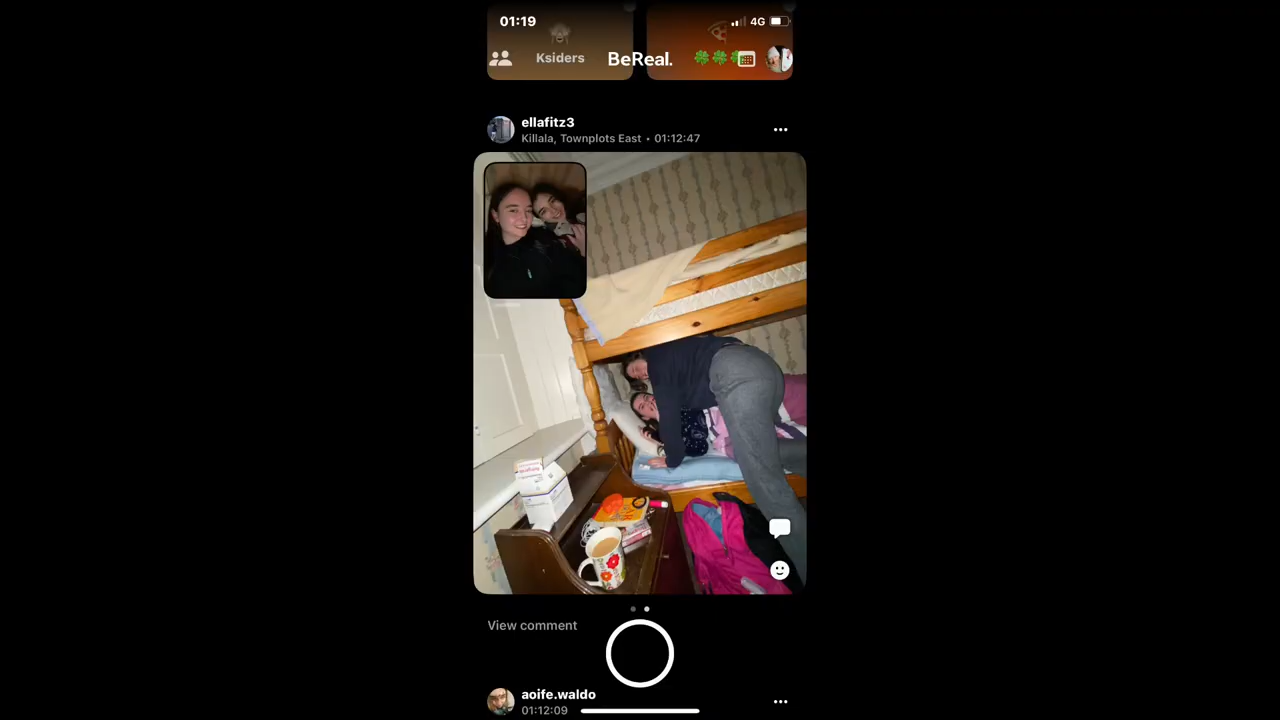 01:19
4G
Ksiders
BeReal.
ellafitz3
Killala, Townplots East • 01:12:47
View comment
aoife.waldo
01:12:09